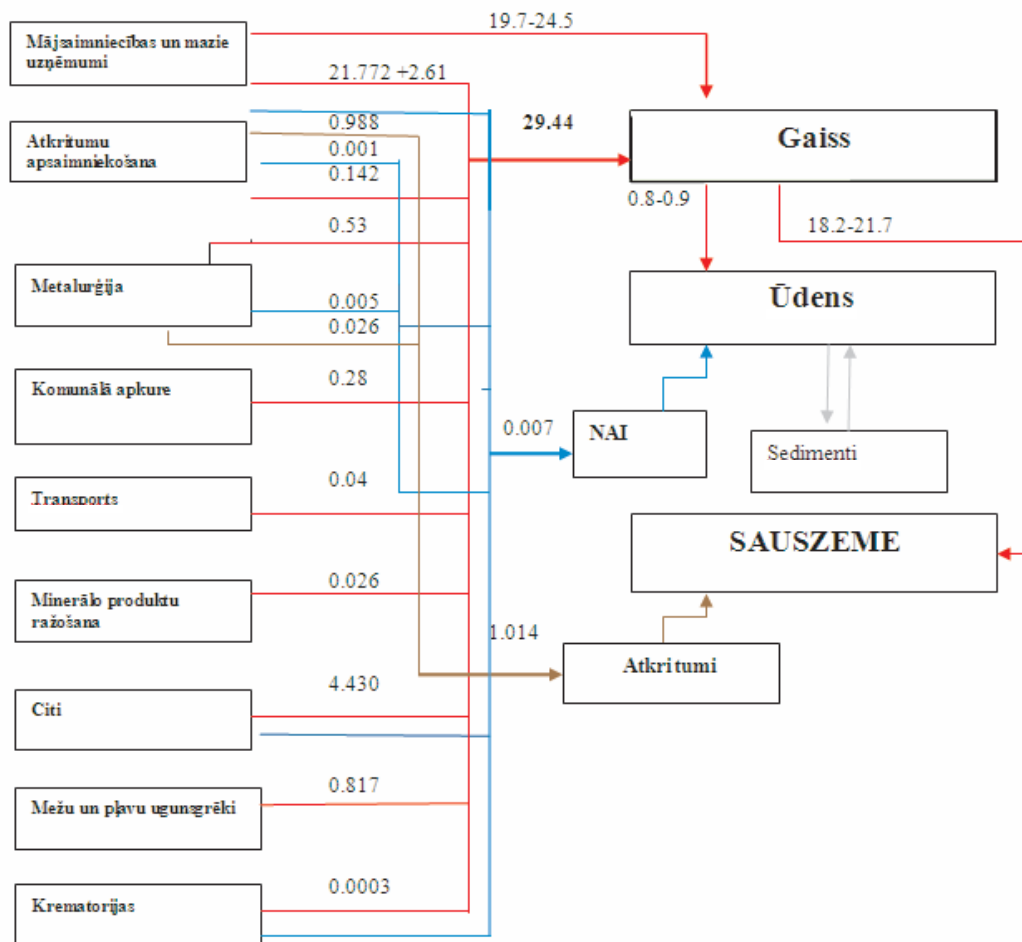 19.7-24.5
Mājsaimniecības un mazie
uzņēmumi
21.772 +2.61
0.988
29.44
Gaiss
Atkritumu
apsaimniekošana
0.001
0.142
0.8-0.9
0.53
18.2-21.7
Metalurģija
0.005
0.026
Ūdens
Komunālā apkure
0.28
0.007
NAI
Sedimenti
Transports
0.04
SAUSZEME
Minerālo produktu
ražošana
0.026
1.014
Atkritumi
Citi
4.430
Mežu un pļavu ugunsgrēki
0.817
Krematorijas
0.0003